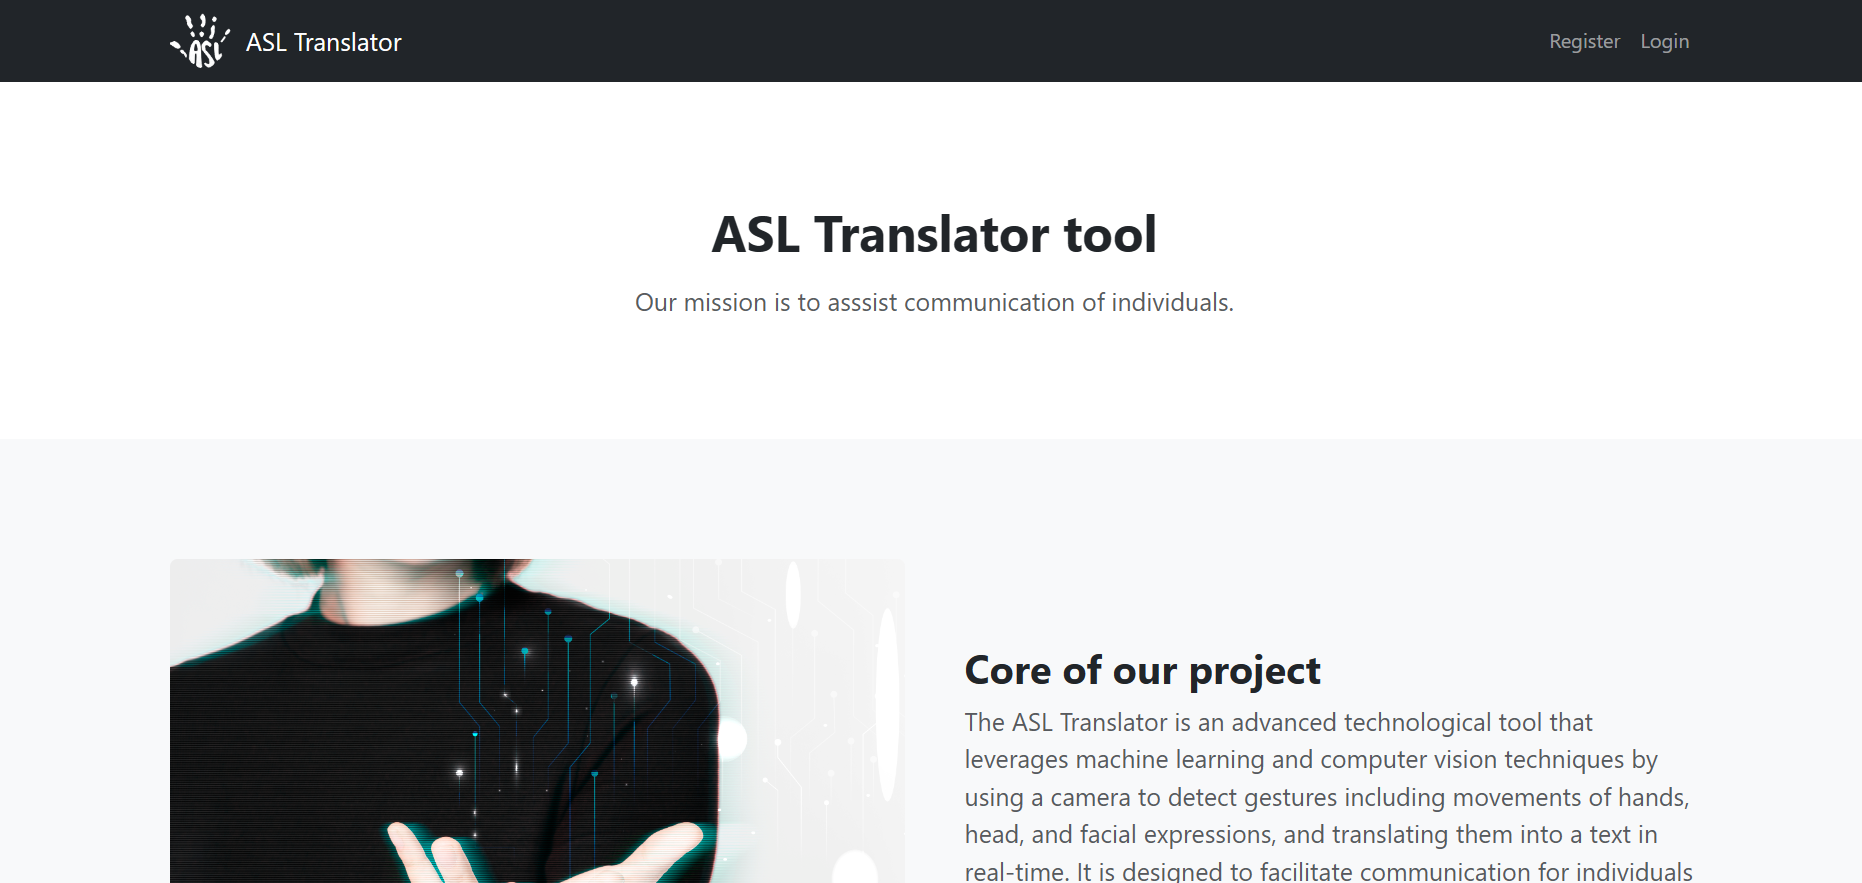 ASL
ASL Translator
Register
Login
ASL Translator tool
Our mission is to asssist communication of individuals.
Core of our project
The ASL Translator is an advanced technological tool that
leverages machine learning and computer vision techniques by
using a camera to detect gestures including movements of hands,
head, and facial expressions, and translating them into a text in
real-time. It is designed to facilitate communication for individuals